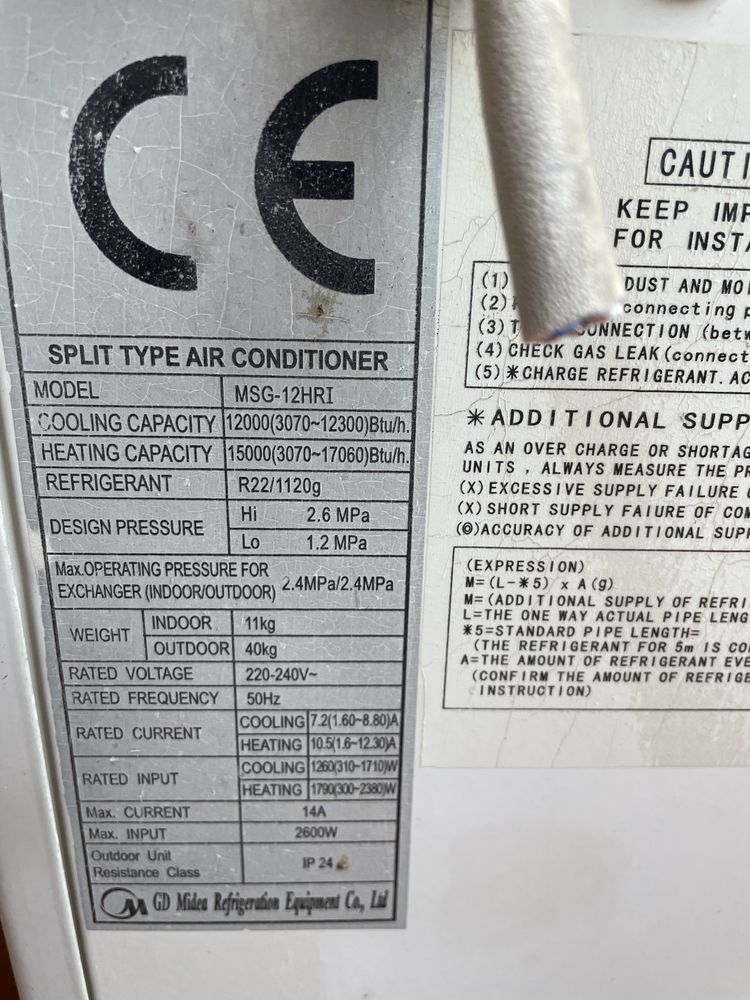 CE
SPLIT TYPE AIR CONDITIONER
MODEL MSG-12HRI
COOLING CAPACITY 12000(3070~12300)Btu/h.
HEATING CAPACITY 15000(3070~17060)Btu/h.
REFRIGERANT R22/1120g
DESIGN PRESSURE Hi 2.6 MPa
Lo 1.2 MPa
Max.OPERATING PRESSURE FOR
EXCHANGER (INDOOR/OUTDOOR) 2.4MPa/2.4MPa
WEIGHT INDOOR 11kg
OUTDOOR 40kg
RATED VOLTAGE 220-240V~
RATED FREQUENCY 50Hz
RATED CURRENT COOLING 7.2(1.60~8.80)A
HEATING 10.5(1.6~12.30)A
RATED INPUT COOLING 1260(310~1710)W
HEATING 1790(300~2380)W
Max. CURRENT 14A
Max. INPUT 2600W
Outdoor Unit
Resistance Class IP 24
GD Midea Refrigeration Equipment Co., Ltd
CAUTI
KEEP IMP
FOR INSTA
(1) DUST AND MOI
(2) connecting p
(3) T ONNECTION (betw
(4) CHECK GAS LEAK (connect
(5) *CHARGE REFRIGERANT. AC
*ADDITIONAL SUPP
AS AN OVER CHARGE OR SHORTAG
UNITS , ALWAYS MEASURE THE PR
(X) EXCESSIVE SUPPLY FAILURE
(X) SHORT SUPPLY FAIURE OF COM
(◎)ACCURACY OF ADDITIONAL SUPP
(EXPRESSION)
M=(L-*5) x A(g)
M=(ADDITIONAL SUPPLY OF REFRI
L=THE ONE WAY ACTUAL PIPE LENG
*5=STANDARD PIPE LENGTH=
(THE REFRIGERANT FOR 5m IS CO
A=THE AMOUNT OF REFRIGERANT EVE
(CONFIRM THE AMOUNT OF REFRIGE
INSTRUCTION)